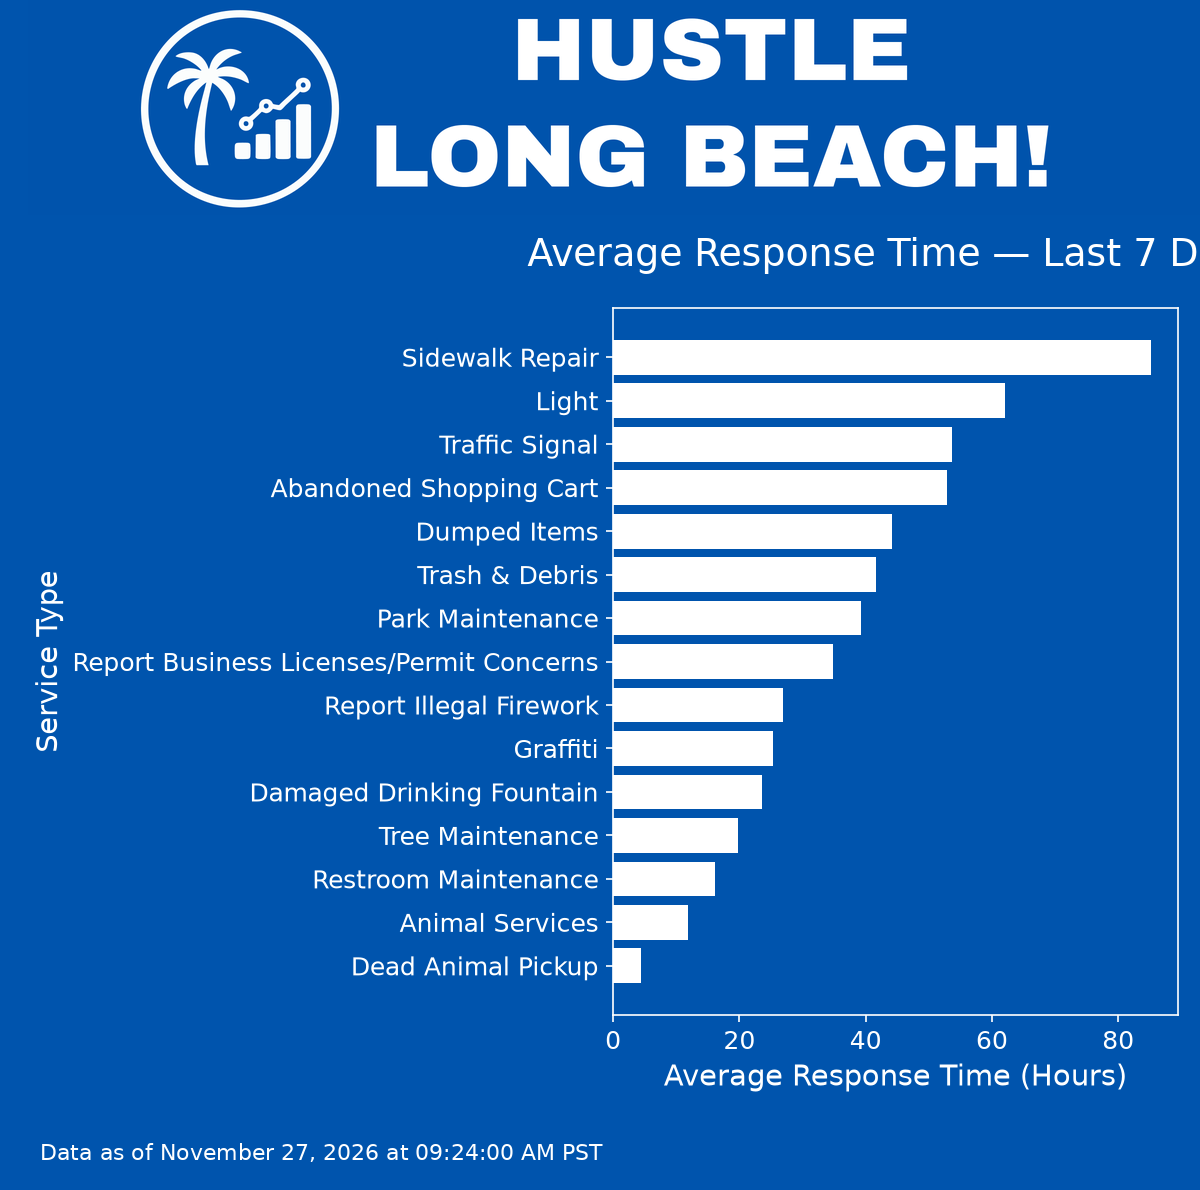 HUSTLE
LONG BEACH!
Average Response Time — Last 7 D
Sidewalk Repair
Light
Traffic Signal
Abandoned Shopping Cart
Dumped Items
Trash & Debris
Park Maintenance
Report Business Licenses/Permit Concerns
Report Illegal Firework
Graffiti
Damaged Drinking Fountain
Tree Maintenance
Restroom Maintenance
Animal Services
Dead Animal Pickup
Service Type
0 20 40 60 80
Average Response Time (Hours)
Data as of November 27, 2026 at 09:24:00 AM PST